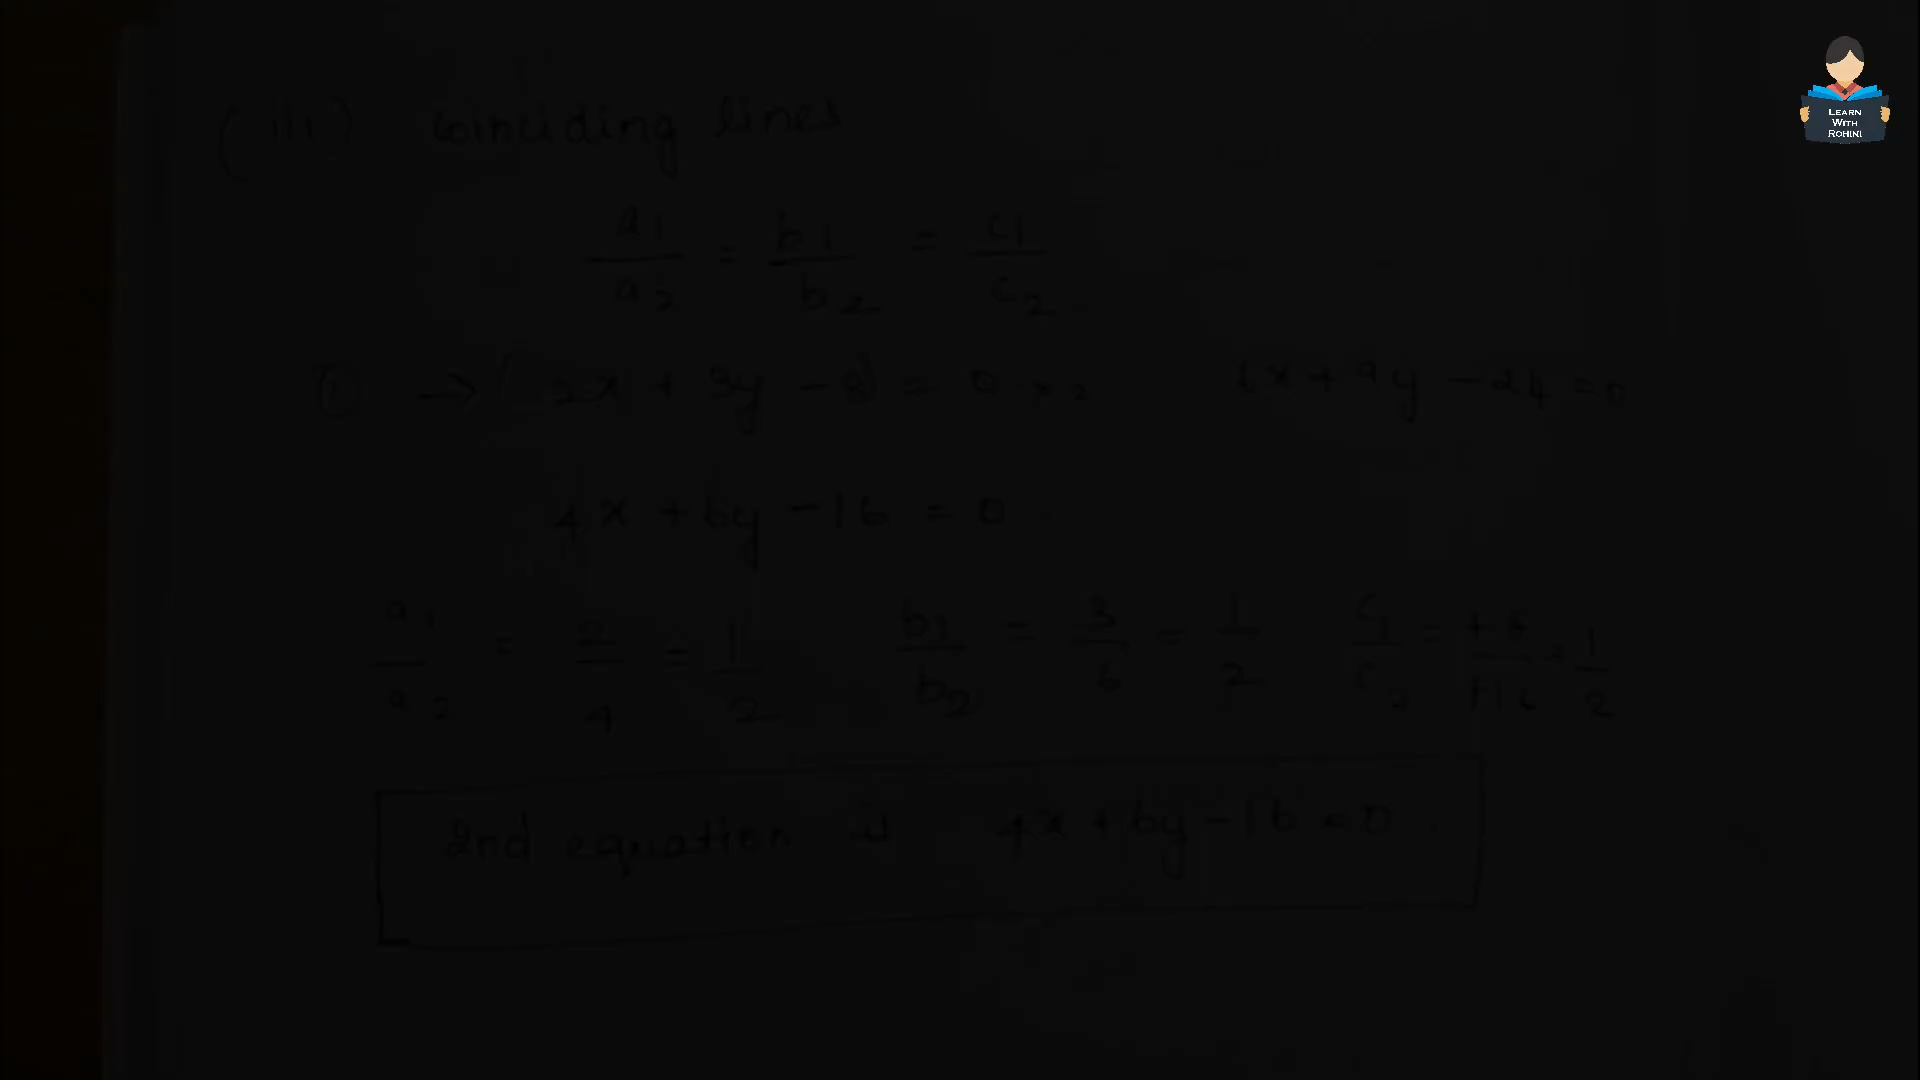 LEARN
WITH
ROHINI
(iii) coinciding lines
a1/a2 = b1/b2 = c1/c2
① → (2x + 3y - 8) = 0 × 2    6x + 9y - 24 = 0
4x + 6y - 16 = 0
a1/a2 = 2/4 = 1/2    b1/b2 = 3/6 = 1/2    c1/c2 = +8/+16 = 1/2
2nd equation is 4x + 6y - 16 = 0